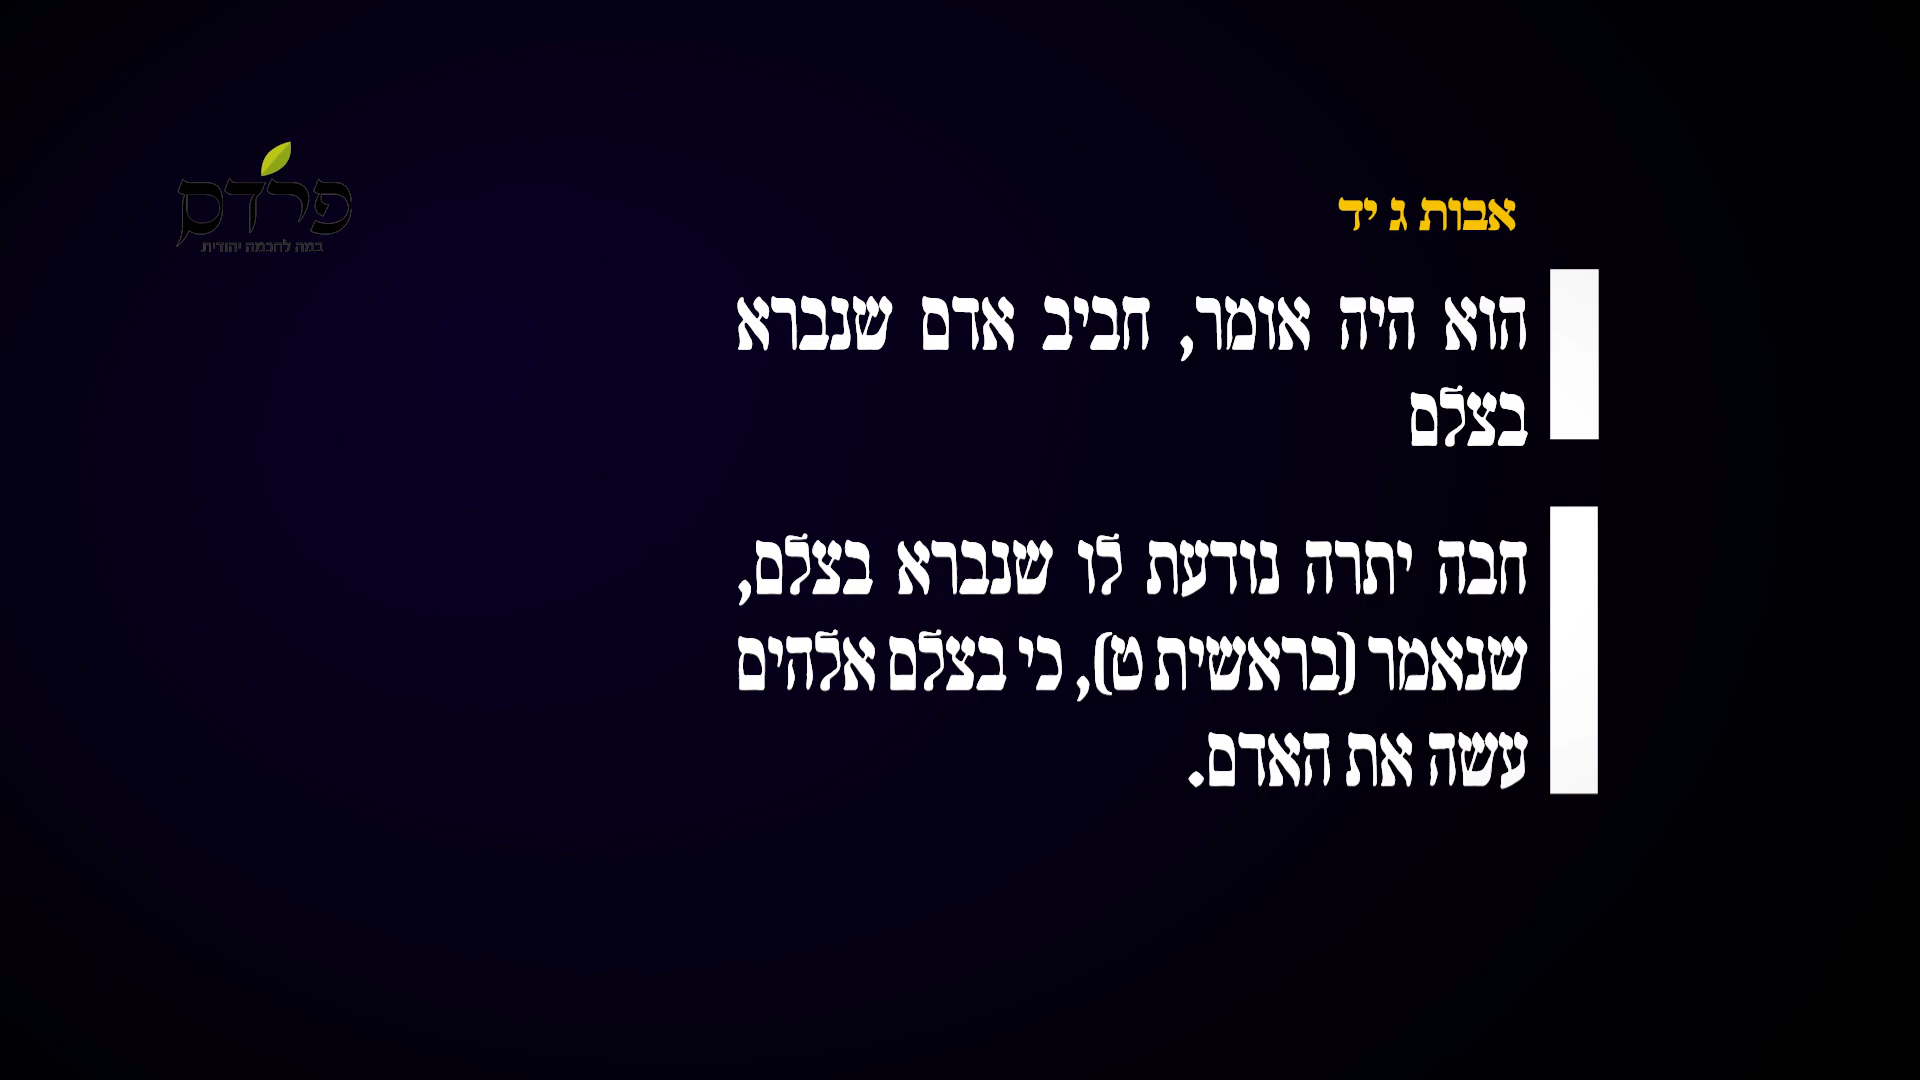 פרדס
במה לחכמה יהודית
אבות ג יד
הוא היה אומר, חביב אדם שנברא
בצלם
חבה יתרה נודעת לו שנברא בצלם,
שנאמר (בראשית ט), כי בצלם אלהים
עשה את האדם.